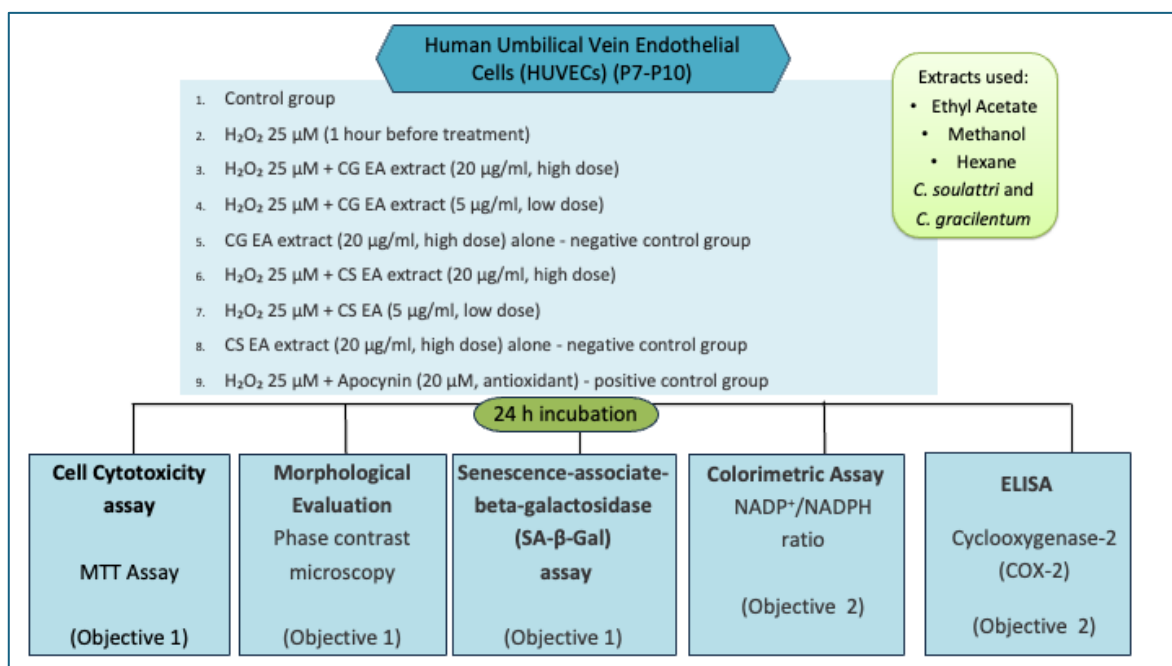 Human Umbilical Vein Endothelial
Cells (HUVECs) (P7-P10)
Extracts used:
• Ethyl Acetate
• Methanol
• Hexane
C. soulattri and
C. gracilentum
1. Control group
2. H₂O₂ 25 µM (1 hour before treatment)
3. H₂O₂ 25 µM + CG EA extract (20 µg/ml, high dose)
4. H₂O₂ 25 µM + CG EA extract (5 µg/ml, low dose)
5. CG EA extract (20 µg/ml, high dose) alone - negative control group
6. H₂O₂ 25 µM + CS EA extract (20 µg/ml, high dose)
7. H₂O₂ 25 µM + CS EA (5 µg/ml, low dose)
8. CS EA extract (20 µg/ml, high dose) alone - negative control group
9. H₂O₂ 25 µM + Apocynin (20 µM, antioxidant) - positive control group
24 h incubation
Cell Cytotoxicity
assay
MTT Assay
(Objective 1)
Morphological
Evaluation
Phase contrast
microscopy
(Objective 1)
Senescence-associate-
beta-galactosidase
(SA-β-Gal)
assay
(Objective 1)
Colorimetric Assay
NADP⁺/NADPH
ratio
(Objective 2)
ELISA
Cyclooxygenase-2
(COX-2)
(Objective 2)